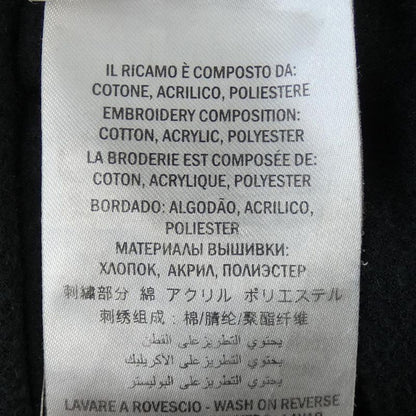 IL RICAMO È COMPOSTO DA:
COTONE, ACRILICO, POLIESTERE
EMBROIDERY COMPOSITION:
COTTON, ACRYLIC, POLYESTER
LA BRODERIE EST COMPOSÉE DE:
COTON, ACRYLIQUE, POLYESTER
BORDADO: ALGODÃO, ACRILICO,
POLIESTER
МАТЕРИАЛЫ ВЫШИВКИ:
ХЛОПОК, АКРИЛ, ПОЛИЭСТЕР
刺繍部分 綿 アクリル ポリエステル
刺绣组成：棉/腈纶/聚酯纤维
يحتوي التطريز على القطن
يحتوي التطريز على الأكريليك
يحتوي التطريز على البوليستر
LAVARE A ROVESCIO - WASH ON REVERSE